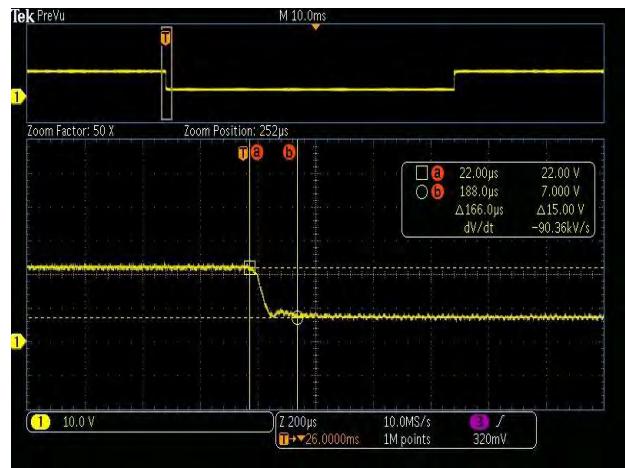 Tek PreVu M 10.0ms
T
1
Zoom Factor: 50 X Zoom Position: 252µs
T a b
a 22.00µs 22.00 V
b 188.0µs 7.000 V
Δ166.0µs Δ15.00 V
dV/dt -90.36kV/s
1
1 10.0 V
Z 200µs 10.0MS/s 3 /
T→▼26.0000ms 1M points 320mV